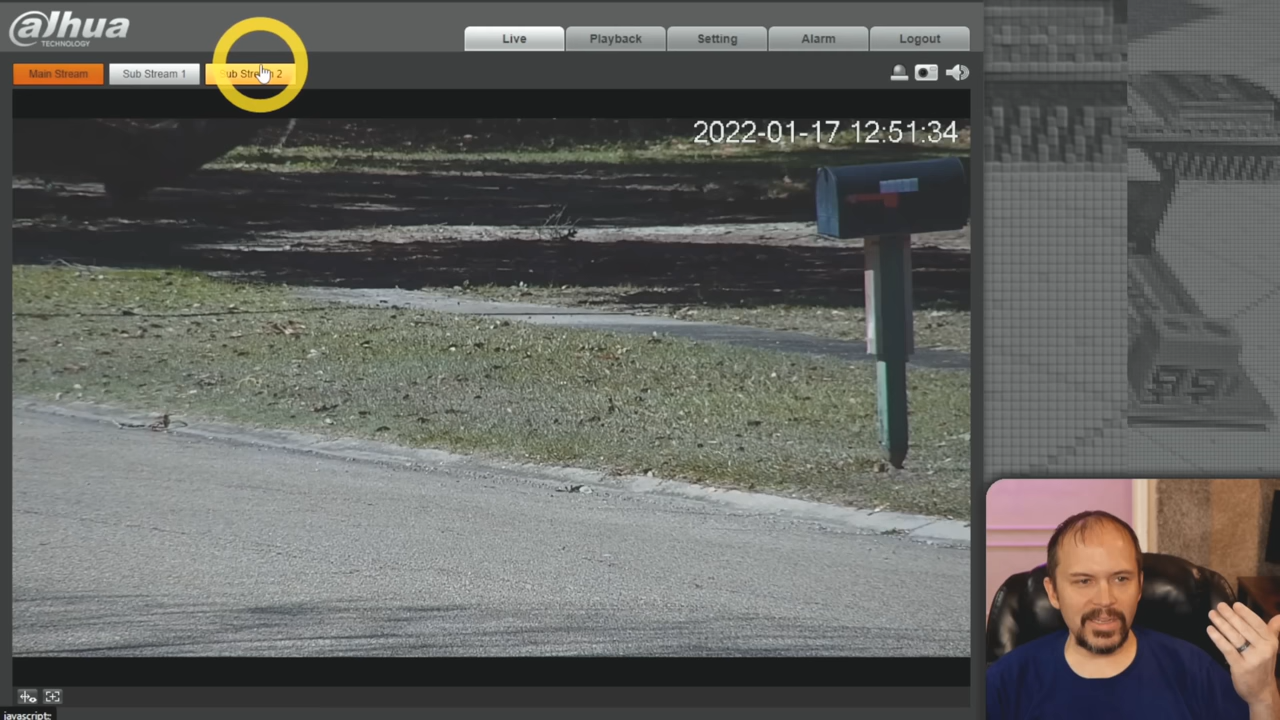 alhua
TECHNOLOGY
Live
Playback
Setting
Alarm
Logout
Main Stream
Sub Stream 1
Sub Stream 2
2022-01-17 12:51:34
javascript:;